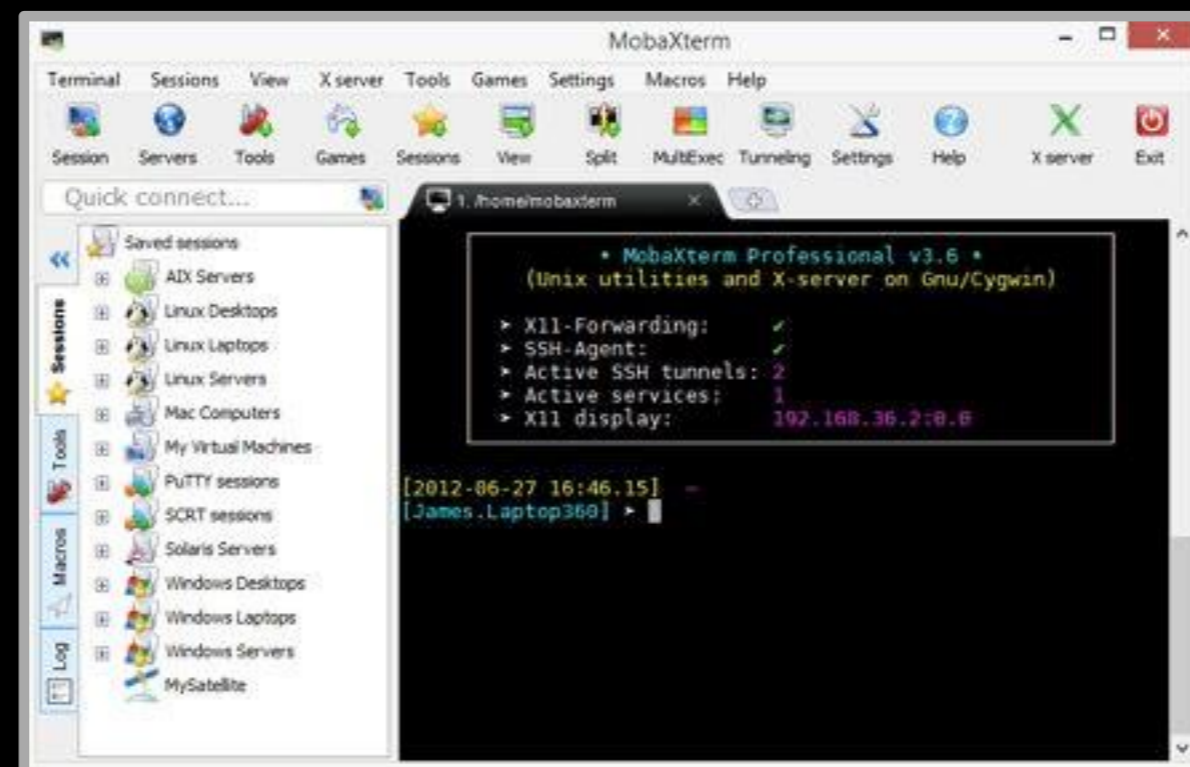 MobaXterm
Terminal Sessions View X server Tools Games Settings Macros Help
Session Servers Tools Games Sessions View Split MultiExec Tunneling Settings Help X server Exit
Quick connect...
1. /home/mobaxterm
Saved sessions
AIX Servers
Linux Desktops
Linux Laptops
Linux Servers
Mac Computers
My Virtual Machines
PuTTY sessions
SCRT sessions
Solaris Servers
Windows Desktops
Windows Laptops
Windows Servers
MySatellite
Sessions
Tools
Macros
Log
• MobaXterm Professional v3.6 •
(Unix utilities and X-server on Gnu/Cygwin)
➤ X11-Forwarding: ✔
➤ SSH-Agent: ✔
➤ Active SSH tunnels: 2
➤ Active services: 1
➤ X11 display: 192.168.36.2:0.0
[2012-06-27 16:46.15] ~
[James.Laptop360] ➤